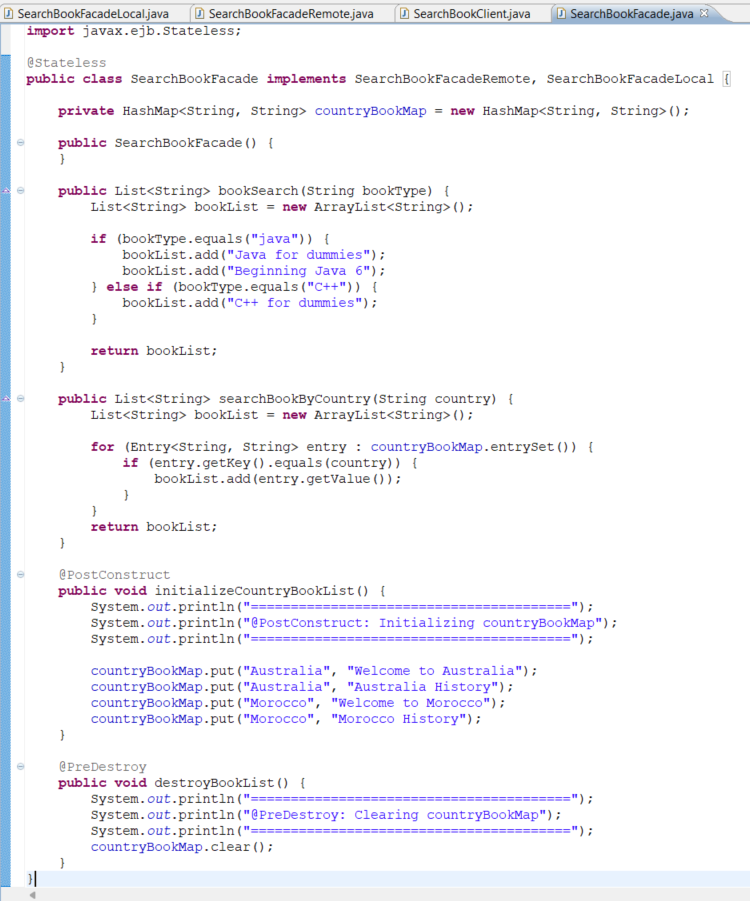 SearchBookFacadeLocal.java SearchBookFacadeRemote.java SearchBookClient.java SearchBookFacade.java
import javax.ejb.Stateless;
@Stateless
public class SearchBookFacade implements SearchBookFacadeRemote, SearchBookFacadeLocal {
private HashMap<String, String> countryBookMap = new HashMap<String, String>();
public SearchBookFacade() {
}
public List<String> bookSearch(String bookType) {
List<String> bookList = new ArrayList<String>();
if (bookType.equals("java")) {
bookList.add("Java for dummies");
bookList.add("Beginning Java 6");
} else if (bookType.equals("C++")) {
bookList.add("C++ for dummies");
}
return bookList;
}
public List<String> searchBookByCountry(String country) {
List<String> bookList = new ArrayList<String>();
for (Entry<String, String> entry : countryBookMap.entrySet()) {
if (entry.getKey().equals(country)) {
bookList.add(entry.getValue());
}
}
return bookList;
}
@PostConstruct
public void initializeCountryBookList() {
System.out.println("========================================");
System.out.println("@PostConstruct: Initializing countryBookMap");
System.out.println("========================================");
countryBookMap.put("Australia", "Welcome to Australia");
countryBookMap.put("Australia", "Australia History");
countryBookMap.put("Morocco", "Welcome to Morocco");
countryBookMap.put("Morocco", "Morocco History");
}
@PreDestroy
public void destroyBookList() {
System.out.println("========================================");
System.out.println("@PreDestroy: Clearing countryBookMap");
System.out.println("========================================");
countryBookMap.clear();
}
}